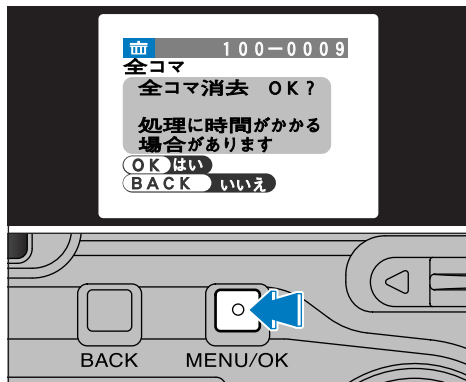 100-0009
全コマ
全コマ消去 OK?
処理に時間がかかる
場合があります
OK はい
BACK いいえ
BACK MENU/OK